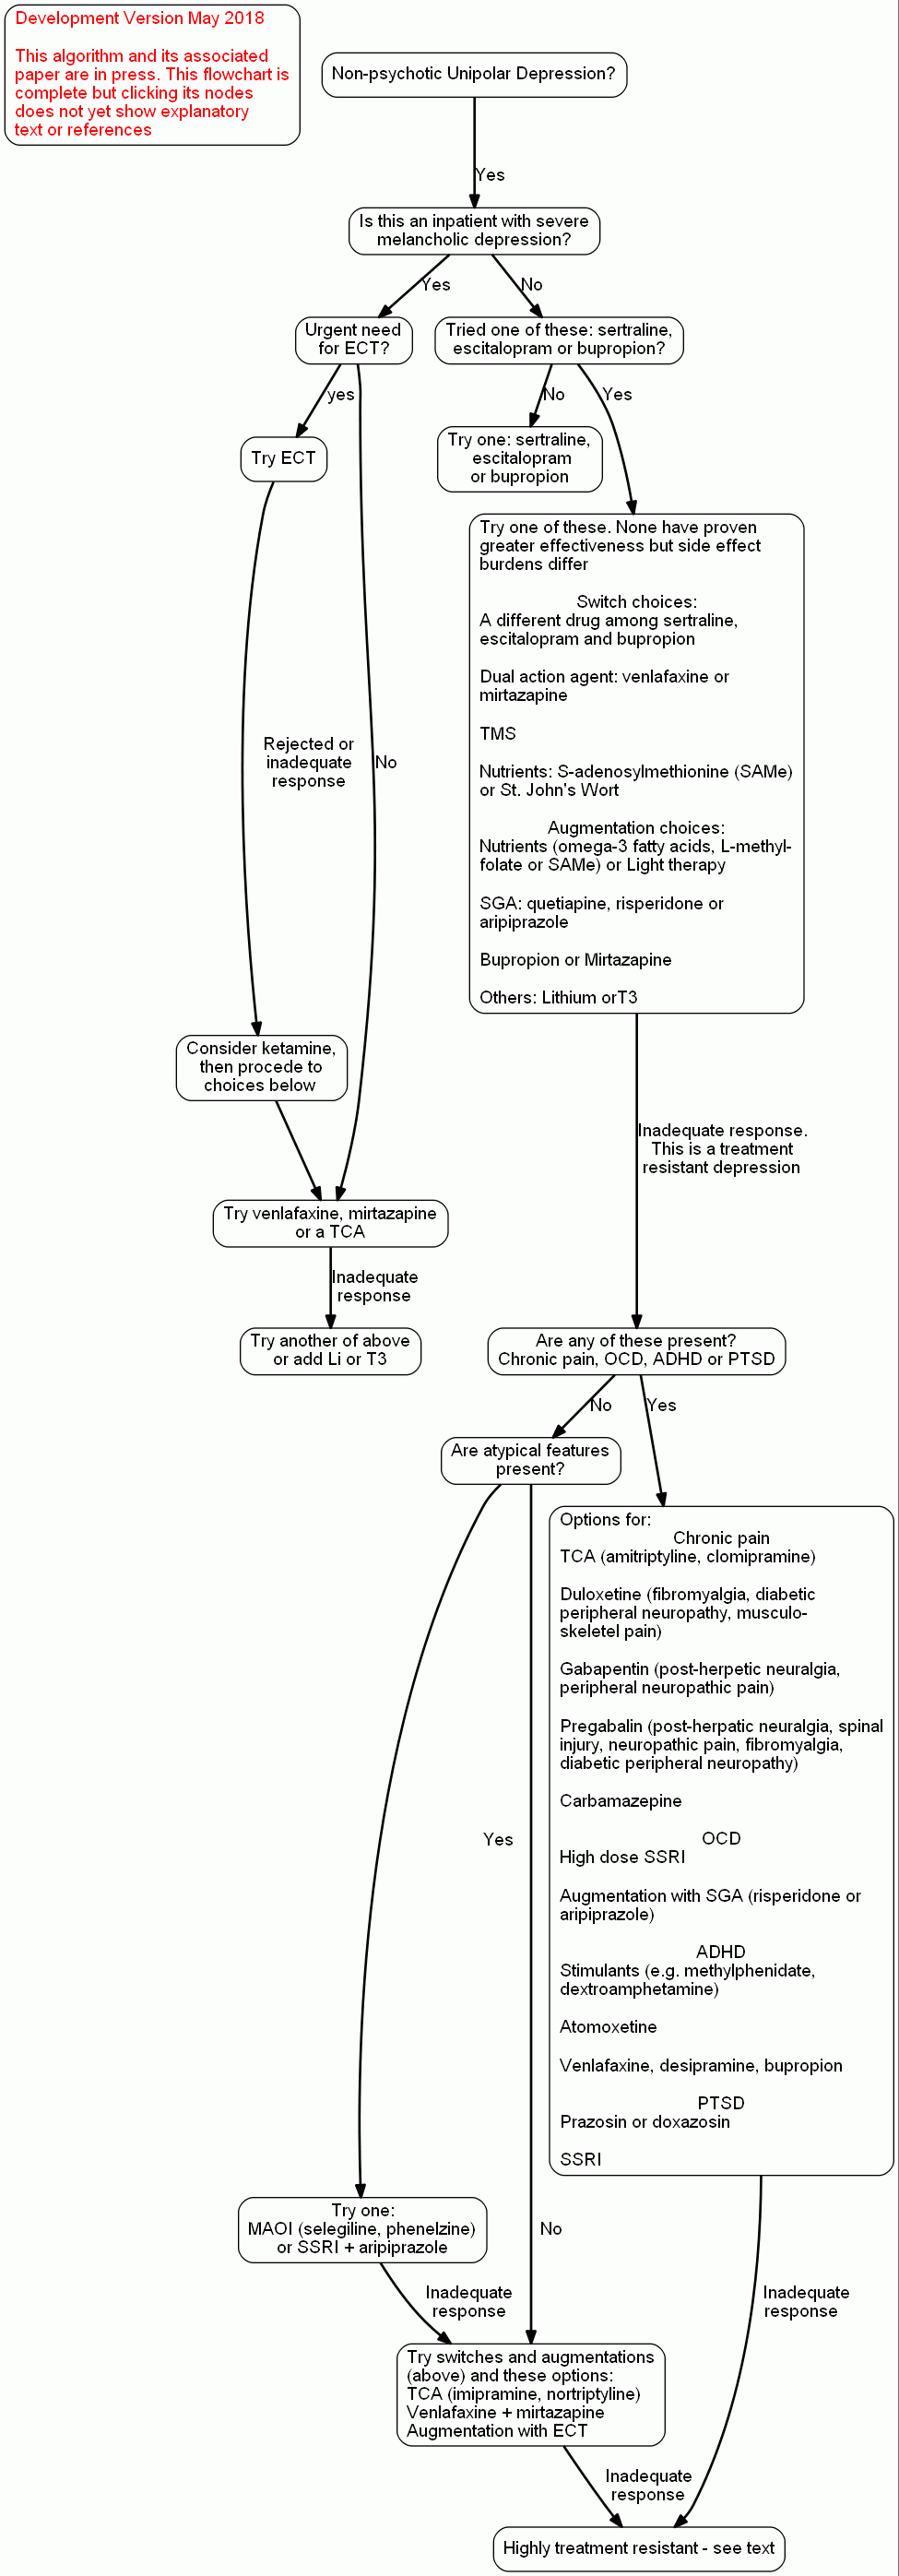 Development Version May 2018
This algorithm and its associated
paper are in press. This flowchart is
complete but clicking its nodes
does not yet show explanatory
text or references
Non-psychotic Unipolar Depression?
Yes
Is this an inpatient with severe
melancholic depression?
Yes
No
Urgent need
for ECT?
Tried one of these: sertraline,
escitalopram or bupropion?
yes
No
Yes
Try ECT
Try one: sertraline,
escitalopram
or bupropion
Try one of these. None have proven
greater effectiveness but side effect
burdens differ
Switch choices:
A different drug among sertraline,
escitalopram and bupropion
Dual action agent: venlafaxine or
mirtazapine
TMS
Nutrients: S-adenosylmethionine (SAMe)
or St. John's Wort
Augmentation choices:
Nutrients (omega-3 fatty acids, L-methyl-
folate or SAMe) or Light therapy
SGA: quetiapine, risperidone or
aripiprazole
Bupropion or Mirtazapine
Others: Lithium orT3
Rejected or
inadequate
response
No
Consider ketamine,
then procede to
choices below
Inadequate response.
This is a treatment
resistant depression
Try venlafaxine, mirtazapine
or a TCA
Inadequate
response
Try another of above
or add Li or T3
Are any of these present?
Chronic pain, OCD, ADHD or PTSD
No
Yes
Are atypical features
present?
Options for:
Chronic pain
TCA (amitriptyline, clomipramine)
Duloxetine (fibromyalgia, diabetic
peripheral neuropathy, musculo-
skeletel pain)
Gabapentin (post-herpetic neuralgia,
peripheral neuropathic pain)
Pregabalin (post-herpatic neuralgia, spinal
injury, neuropathic pain, fibromyalgia,
diabetic peripheral neuropathy)
Carbamazepine
OCD
High dose SSRI
Augmentation with SGA (risperidone or
aripiprazole)
ADHD
Stimulants (e.g. methylphenidate,
dextroamphetamine)
Atomoxetine
Venlafaxine, desipramine, bupropion
PTSD
Prazosin or doxazosin
SSRI
Yes
Try one:
MAOI (selegiline, phenelzine)
or SSRI + aripiprazole
No
Inadequate
response
Inadequate
response
Try switches and augmentations
(above) and these options:
TCA (imipramine, nortriptyline)
Venlafaxine + mirtazapine
Augmentation with ECT
Inadequate
response
Highly treatment resistant - see text